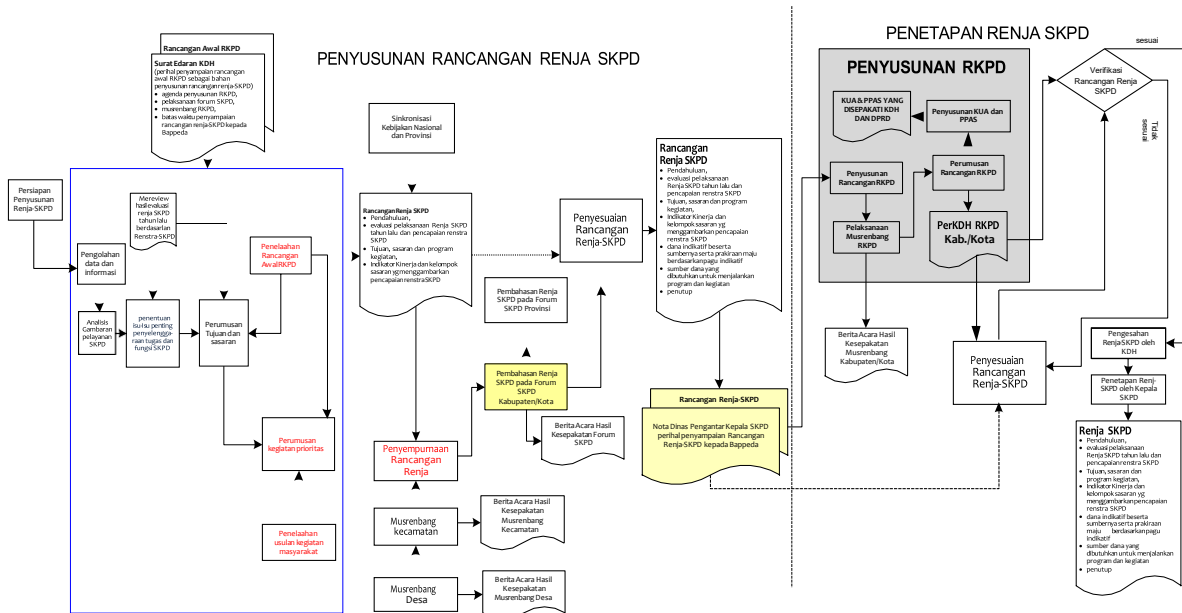 PENYUSUNAN RANCANGAN RENJA SKPD
PENETAPAN RENJA SKPD
Rancangan Awal RKPD
Surat Edaran KDH
(perihal penyampaian rancangan
awal RKPD sebagai bahan
penyusunan rancangan renja-SKPD)
• agenda penyusunan RKPD,
• pelaksanaan forum SKPD,
• musrenbang RKPD,
• batas waktu penyampaian
rancangan renja-SKPD kepada
Bappeda
Persiapan
Penyusunan
Renja-SKPD
Pengolahan
data dan
informasi
Mereview
hasil evaluasi
renja SKPD
tahun lalu
berdasarlan
Renstra-SKPD
Penelaahan
Rancangan
Awal RKPD
Analisis
Gambaran
pelayanan
SKPD
penentuan
isu-isu penting
penyelengga-
raan tugas dan
fungsi SKPD
Perumusan
Tujuan dan
sasaran
Perumusan
kegiatan prioritas
Penelaahan
usulan kegiatan
masyarakat
Sinkronisasi
Kebijakan Nasional
dan Provinsi
Rancangan Renja SKPD
• Pendahuluan,
• evaluasi pelaksanaan Renja SKPD
tahun lalu dan pencapaian renstra
SKPD
• Tujuan, sasaran dan program
kegiatan,
• Indikator Kinerja dan kelompok
sasaran yg menggambarkan
pencapaian renstra SKPD
Penyempurnaan
Rancangan
Renja
Musrenbang
kecamatan
Musrenbang
Desa
Berita Acara Hasil
Kesepakatan
Musrenbang
Kecamatan
Berita Acara Hasil
Kesepakatan
Musrenbang Desa
Pembahasan Renja
SKPD pada Forum
SKPD Provinsi
Pembahasan Renja
SKPD pada Forum
SKPD
Kabupaten/Kota
Berita Acara Hasil
Kesepakatan Forum
SKPD
Penyesuaian
Rancangan
Renja-SKPD
Rancangan
Renja SKPD
• Pendahuluan,
• evaluasi pelaksanaan
Renja SKPD tahun lalu dan
pencapaian renstra SKPD
• Tujuan, sasaran dan program
kegiatan,
• Indikator Kinerja dan
kelompok sasaran yg
menggambarkan pencapaian
renstra SKPD
• dana indikatif beserta
sumbernya serta prakiraan maju
berdasarkan pagu indikatif
• sumber dana yang
dibutuhkan untuk menjalankan
program dan kegiatan
• penutup
Rancangan Renja-SKPD
Nota Dinas Pengantar Kepala SKPD
perihal penyampaian Rancangan
Renja-SKPD kepada Bappeda
PENYUSUNAN RKPD
KUA & PPAS YANG
DISEPAKATI KDH
DAN DPRD
Penyusunan KUA dan
PPAS
Penyusunan
Rancangan RKPD
Perumusan
Rancangan RKPD
Pelaksanaan
Musrenbang
RKPD
PerKDH RKPD
Kab./Kota
Berita Acara Hasil
Kesepakatan
Musrenbang
Kabupaten/Kota
Penyesuaian
Rancangan
Renja-SKPD
sesuai
Verifikasi
Rancangan Renja
SKPD
Tidak
sesuai
Pengesahan
Renja-SKPD oleh
KDH
Penetapan Renj-
SKPD oleh Kepala
SKPD
Renja SKPD
• Pendahuluan,
• evaluasi pelaksanaan
Renja SKPD tahun lalu dan
pencapaian renstra SKPD
• Tujuan, sasaran dan
program kegiatan,
• Indikator Kinerja dan
kelompok sasaran yg
menggambarkan pencapaian
renstra SKPD
• dana indikatif beserta
sumbernya serta prakiraan
maju berdasarkan pagu
indikatif
• sumber dana yang
dibutuhkan untuk menjalankan
program dan kegiatan
• penutup